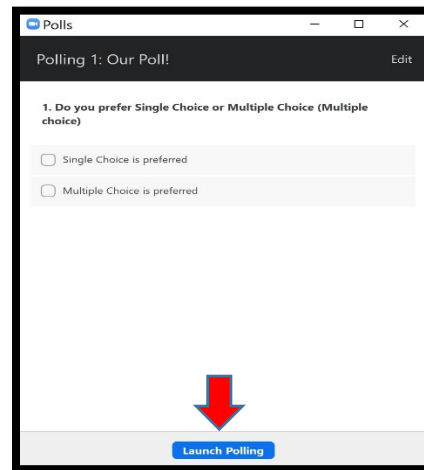 Polls
Polling 1: Our Poll!
Edit
1. Do you prefer Single Choice or Multiple Choice (Multiple
choice)
Single Choice is preferred
Multiple Choice is preferred
Launch Polling